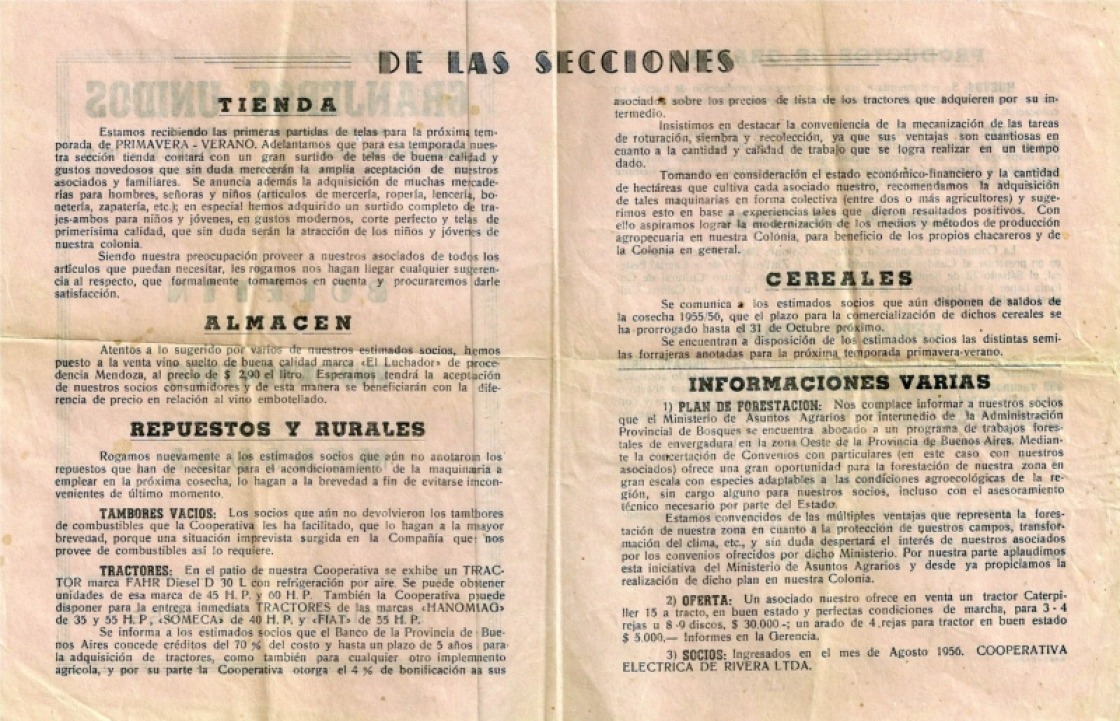 DE LAS SECCIONES
TIENDA
Estamos recibiendo las primeras partidas de telas para la próxima tem-
porada de PRIMAVERA - VERANO. Adelantamos que para esa temporada nues-
tra sección tienda contará con un gran surtido de telas de buena calidad y
gustos novedosos que sin duda merecerán la amplia aceptación de nuestros
asociados y familiares. Se anuncia además la adquisición de muchas mercade-
rías para hombres, señoras y niños (artículos de mercería, ropería, lencería, bo-
netería, zapatería, etc.); en especial hemos adquirido un surtido completo de tra-
jes-ambos para niños y jóvenes, en gustos modernos, corte perfecto y telas de
primerísima calidad, que sin duda serán la atracción de los niños y jóvenes de
nuestra colonia.
Siendo nuestra preocupación proveer a nuestros asociados de todos los
artículos que puedan necesitar, les rogamos nos hagan llegar cualquier sugeren-
cia al respecto, que formalmente tomaremos en cuenta y procuraremos darle
satisfacción.
ALMACEN
Atentos a lo sugerido por varios de nuestros estimados socios, hemos
puesto a la venta vino suelto de buena calidad marca «El Luchador» de proce-
dencia Mendoza, al precio de $ 2,90 el litro. Esperamos tendrá la aceptación
de nuestros socios consumidores y de esta manera se beneficiarán con la dife-
rencia de precio en relación al vino embotellado.
REPUESTOS Y RURALES
Rogamos nuevamente a los estimados socios que aún no anotaron los
repuestos que han de necesitar para el acondicionamiento de la maquinaria a
emplear en la próxima cosecha, lo hagan a la brevedad a fin de evitarse incon-
venientes de último momento.
TAMBORES VACIOS: Los socios que aún no devolvieron los tambores
de combustibles que la Cooperativa les ha facilitado, que lo hagan a la mayor
brevedad, porque una situación imprevista surgida en la Compañía que nos
provee de combustibles así lo requiere.
TRACTORES: En el patio de nuestra Cooperativa se exhibe un TRAC-
TOR marca FAHR Diesel D 30 L con refrigeración por aire. Se puede obtener
unidades de esa marca de 45 H. P. y 60 H. P. También la Cooperativa puede
disponer para la entrega inmediata TRACTORES de las marcas «HANOMAG»
de 35 y 55 H. P., «SOMECA» de 40 H. P. y «FIAT» de 55 H. P.
Se informa a los estimados socios que el Banco de la Provincia de Bue-
nos Aires concede créditos del 70 % del costo y hasta un plazo de 5 años para
la adquisición de tractores, como también para cualquier otro implemento
agrícola, y por su parte la Cooperativa otorga el 4 % de bonificación a sus
asociados sobre los precios de lista de los tractores que adquieren por su in-
termedio.
Insistimos en destacar la conveniencia de la mecanización de las tareas
de roturación, siembra y recolección, ya que sus ventajas son cuantiosas en
cuanto a la cantidad y calidad de trabajo que se logra realizar en un tiempo
dado.
Tomando en consideración el estado económico-financiero y la cantidad
de hectáreas que cultiva cada asociado nuestro, recomendamos la adquisición
de tales maquinarias en forma colectiva (entre dos o más agricultores) y suge-
rimos esto en base a experiencias tales que dieron resultados positivos. Con
ello aspiramos lograr la modernización de los medios y métodos de producción
agropecuaria en nuestra Colonia, para beneficio de los propios chacareros y de
la Colonia en general.
CEREALES
Se comunica a los estimados socios que aún disponen de saldos de
la cosecha 1955/56, que el plazo para la comercialización de dichos cereales se
ha prorrogado hasta el 31 de Octubre próximo.
Se encuentran a disposición de los estimados socios las distintas semi-
las forrajeras anotadas para la próxima temporada primavera-verano.
INFORMACIONES VARIAS
1) PLAN DE FORESTACION: Nos complace informar a nuestros socios
que el Ministerio de Asuntos Agrarios por intermedio de la Administración
Provincial de Bosques se encuentra abocado a un programa de trabajos fores-
tales de envergadura en la zona Oeste de la Provincia de Buenos Aires. Median-
te la concertación de Convenios con particulares (en este caso con nuestros
asociados) ofrece una gran oportunidad para la forestación de nuestra zona en
gran escala con especies adaptables a las condiciones agroecológicas de la re-
gión, sin cargo alguno para nuestros socios, incluso con el asesoramiento
técnico necesario por parte del Estado.
Estamos convencidos de las múltiples ventajas que representa la fores-
tación de nuestra zona en cuanto a la protección de nuestros campos, transfor-
mación del clima, etc., y sin duda despertará el interés de nuestros asociados
por los convenios ofrecidos por dicho Ministerio. Por nuestra parte aplaudimos
esta iniciativa del Ministerio de Asuntos Agrarios y desde ya propiciamos la
realización de dicho plan en nuestra Colonia.
2) OFERTA: Un asociado nuestro ofrece en venta un tractor Caterpi-
ller 15 a tracto, en buen estado y perfectas condiciones de marcha, para 3-4
rejas u 8-9 discos, $ 30.000.-; un arado de 4 rejas para tractor en buen estado
$ 5.000,— Informes en la Gerencia.
3) SOCIOS: Ingresados en el mes de Agosto 1956. COOPERATIVA
ELECTRICA DE RIVERA LTDA.